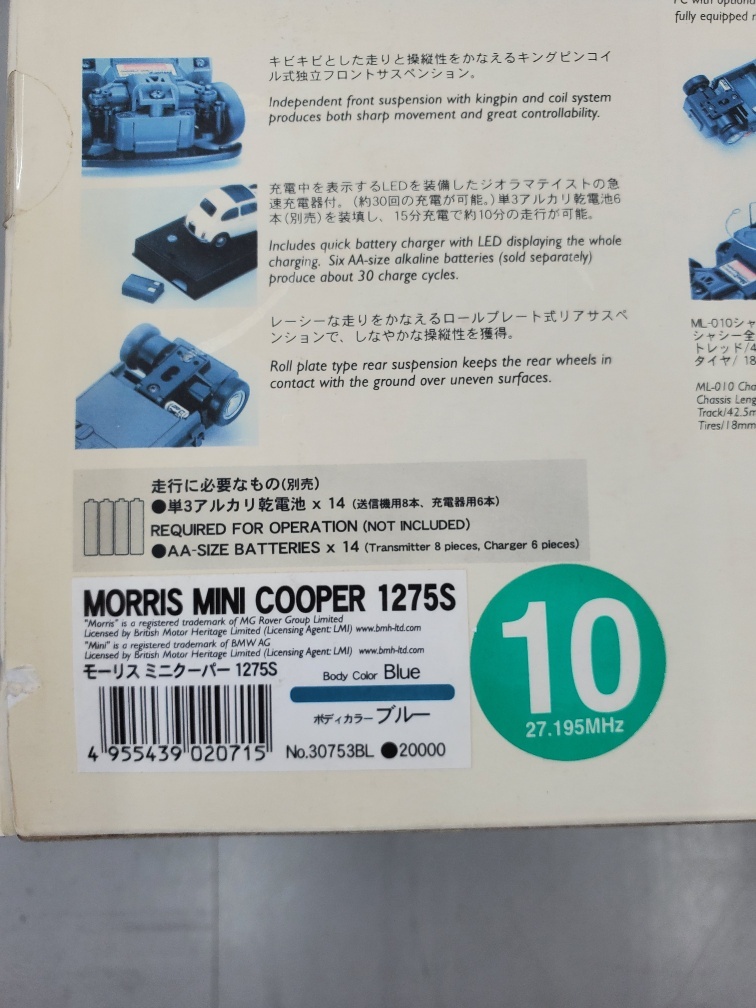 fully equipped
キビキビとした走りと操縦性をかなえるキングピンコイ
ル式独立フロントサスペンション。
Independent front suspension with kingpin and coil system
produces both sharp movement and great controllability.
充電中を表示するLEDを装備したジオラマテイストの急
速充電器付。(約30回の充電が可能。)単3アルカリ乾電池6
本(別売)を装填し、15分充電で約10分の走行が可能。
Includes quick battery charger with LED displaying the whole
charging. Six AA-size alkaline batteries (sold separately)
produce about 30 charge cycles.
レーシーな走りをかなえるロールプレート式リアサスペ
ンションで、しなやかな操縦性を獲得。
Roll plate type rear suspension keeps the rear wheels in
contact with the ground over uneven surfaces.
ML-010シャ
シャシー全
トレッド/4
タイヤ/ 18
ML-010 Cha
Chassis Leng
Track/42.5m
Tires/18mm
走行に必要なもの(別売)
●単3アルカリ乾電池 x 14 (送信機用8本、充電器用6本)
REQUIRED FOR OPERATION (NOT INCLUDED)
●AA-SIZE BATTERIES x 14 (Transmitter 8 pieces, Charger 6 pieces)
MORRIS MINI COOPER 1275S
"Morris" is a registered trademark of MG Rover Group Limited
Licensed by British Motor Heritage Limited (Licensing Agent: LMI) www.bmh-ltd.com
"Mini" is a registered trademark of BMW AG
Licensed by British Motor Heritage Limited (Licensing Agent: LMI) www.bmh-ltd.com
モーリス ミニクーパー 1275S
Body Color Blue
ボディカラー ブルー
4 955439 020715
No.30753BL ●20000
10
27.195MHz